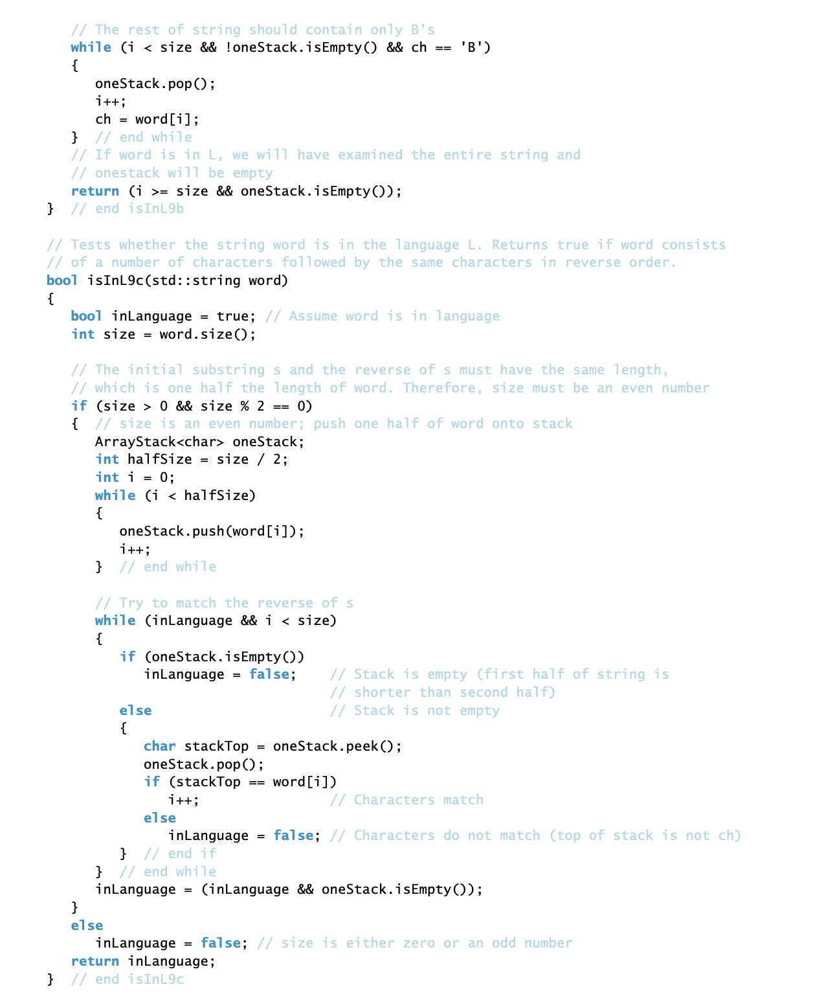 // The rest of string should contain only B’s
while (i < size && !oneStack.isEmpty() && ch == 'B')
{
oneStack.pop();
i++;
ch = word[i];
} // end while
// If word is in L, we will have examined the entire string and
// onestack will be empty
return (i >= size && oneStack.isEmpty());
} // end isInL9b
// Tests whether the string word is in the language L. Returns true if word consists
// of a number of characters followed by the same characters in reverse order.
bool isInL9c(std::string word)
{
bool inLanguage = true; // Assume word is in language
int size = word.size();
// The initial substring s and the reverse of s must have the same length,
// which is one half the length of word. Therefore, size must be an even number
if (size > 0 && size % 2 == 0)
{ // size is an even number; push one half of word onto stack
ArrayStack<char> oneStack;
int halfSize = size / 2;
int i = 0;
while (i < halfSize)
{
oneStack.push(word[i]);
i++;
} // end while
// Try to match the reverse of s
while (inLanguage && i < size)
{
if (oneStack.isEmpty())
inLanguage = false; // Stack is empty (first half of string is
// shorter than second half)
else // Stack is not empty
{
char stackTop = oneStack.peek();
oneStack.pop();
if (stackTop == word[i])
i++; // Characters match
else
inLanguage = false; // Characters do not match (top of stack is not ch)
} // end if
} // end while
inLanguage = (inLanguage && oneStack.isEmpty());
}
else
inLanguage = false; // size is either zero or an odd number
return inLanguage;
} // end isInL9c